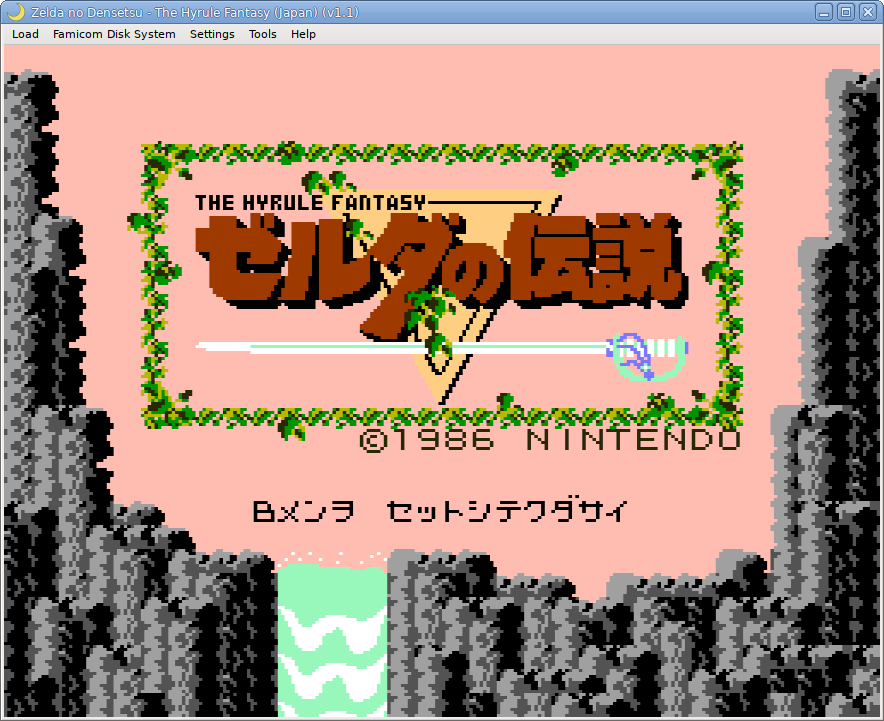 Zelda no Densetsu - The Hyrule Fantasy (Japan) (v1.1)
Load Famicom Disk System Settings Tools Help
THE HYRULE FANTASY
ゼルダの伝説
©1986 NINTENDO
Bメンヲ セットシテクダサイ